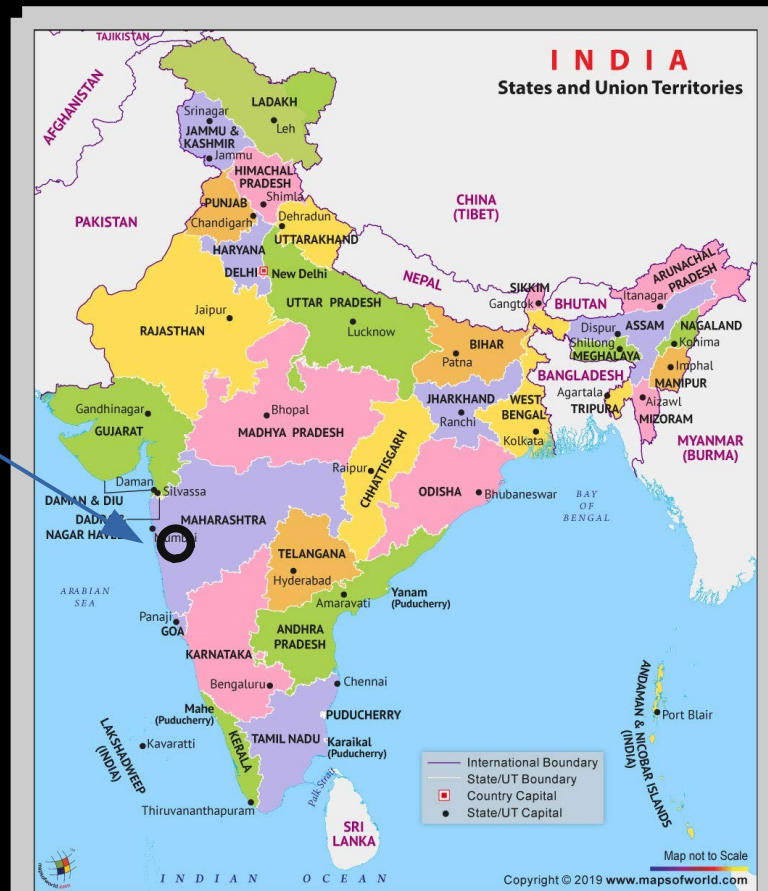 INDIA
States and Union Territories
TAJIKISTAN
AFGHANISTAN
LADAKH
Srinagar
Leh
JAMMU &
KASHMIR
Jammu
HIMACHAL
PRADESH
Shimla
CHINA
(TIBET)
PUNJAB
Chandigarh
Dehradun
PAKISTAN
UTTARAKHAND
HARYANA
DELHI
New Delhi
NEPAL
ARUNACHAL
PRADESH
SIKKIM
Gangtok
BHUTAN
Itanagar
UTTAR PRADESH
Jaipur
RAJASTHAN
Lucknow
BIHAR
Patna
Dispur
ASSAM
NAGALAND
Shillong
Kohima
MEGHALAYA
Imphal
BANGLADESH
MANIPUR
Agartala
Aizawl
TRIPURA
MIZORAM
JHARKHAND
Ranchi
WEST
BENGAL
Kolkata
MYANMAR
(BURMA)
Gandhinagar
GUJARAT
Bhopal
MADHYA PRADESH
Raipur
CHHATTISGARH
ODISHA
Bhubaneswar
BAY
OF
BENGAL
Daman
Silvassa
DAMAN & DIU
DADRA
NAGAR
MAHARASHTRA
Mumbai
TELANGANA
Hyderabad
ARABIAN
SEA
Yanam
(Puducherry)
Amaravati
Panaji
GOA
ANDHRA
PRADESH
KARNATAKA
Bengaluru
Chennai
Mahe
(Puducherry)
PUDUCHERRY
TAMIL NADU
Karaikal
(Puducherry)
LAKSHADWEEP
(INDIA)
Kavaratti
KERALA
Thiruvananthapuram
Palk Strait
SRI
LANKA
ANDAMAN & NICOBAR ISLANDS
(INDIA)
Port Blair
International Boundary
State/UT Boundary
Country Capital
State/UT Capital
INDIAN OCEAN
Map not to Scale
mapsofworld.com
Copyright © 2019 www.mapsofworld.com